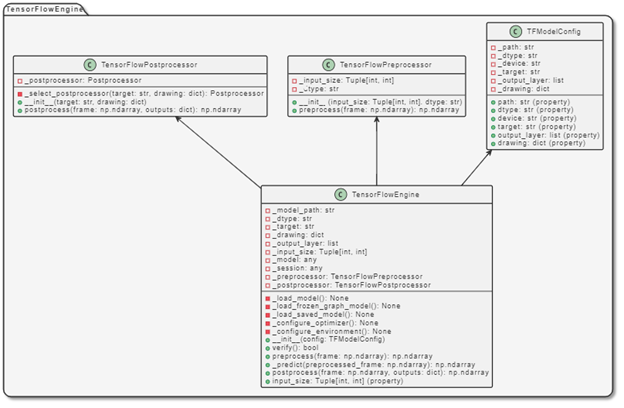 TensorFlowEngine
C TensorFlowPostprocessor
_postprocessor: Postprocessor
_select_postprocessor(target: str, drawing: dict): Postprocessor
__init__(target: str, drawing: dict)
postprocess(frame: np.ndarray, outputs: dict): np.ndarray
C TensorFlowPreprocessor
_input_size: Tuple[int, int]
_ctype: str
__init__ (input_size: Tuple[int, int]. dtype: str)
preprocess(frame: np.ndarray): np.ndarray
C TFModelConfig
_path: str
_dtype: str
_device: str
_target: str
_output_layer: list
_drawing: dict
path: str (property)
dtype: str (property)
device: str (property)
target: str (property)
output_layer: list (property)
drawing: dict (property)
C TensorFlowEngine
_model_path: str
_dtype: str
_target: str
_drawing: dict
_output_layer: list
_input_size: Tuple[int, int]
_model: any
_session: any
_preprocessor: TensorFlowPreprocessor
_postprocessor: TensorFlowPostprocessor
_load_model(): None
_load_frozen_graph_model(): None
_load_saved_model(): None
_configure_optimizer(): None
_configure_environment(): None
__init__(config: TFModelConfig)
verify(): bool
preprocess(frame: np.ndarray): np.ndarray
_predict(preprocessed_frame: np.ndarray): np.ndarray
postprocess(frame: np.ndarray, outputs: dict): np.ndarray
input_size: Tuple[int, int] (property)